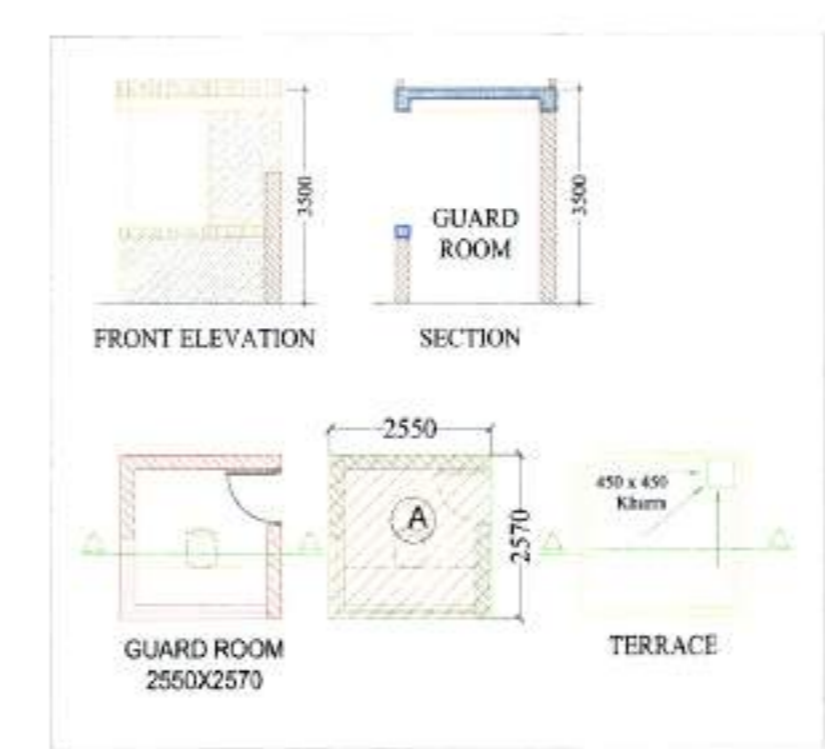 3500
3500
GUARD
ROOM
FRONT ELEVATION
SECTION
2550
450 x 450
Khurra
A
2570
GUARD ROOM
2550X2570
TERRACE